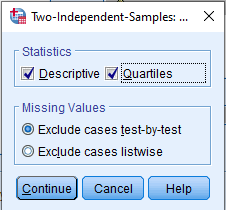 Two-Independent-Samples: ...
Statistics
Descriptive Quartiles
Missing Values
Exclude cases test-by-test
Exclude cases listwise
Continue Cancel Help